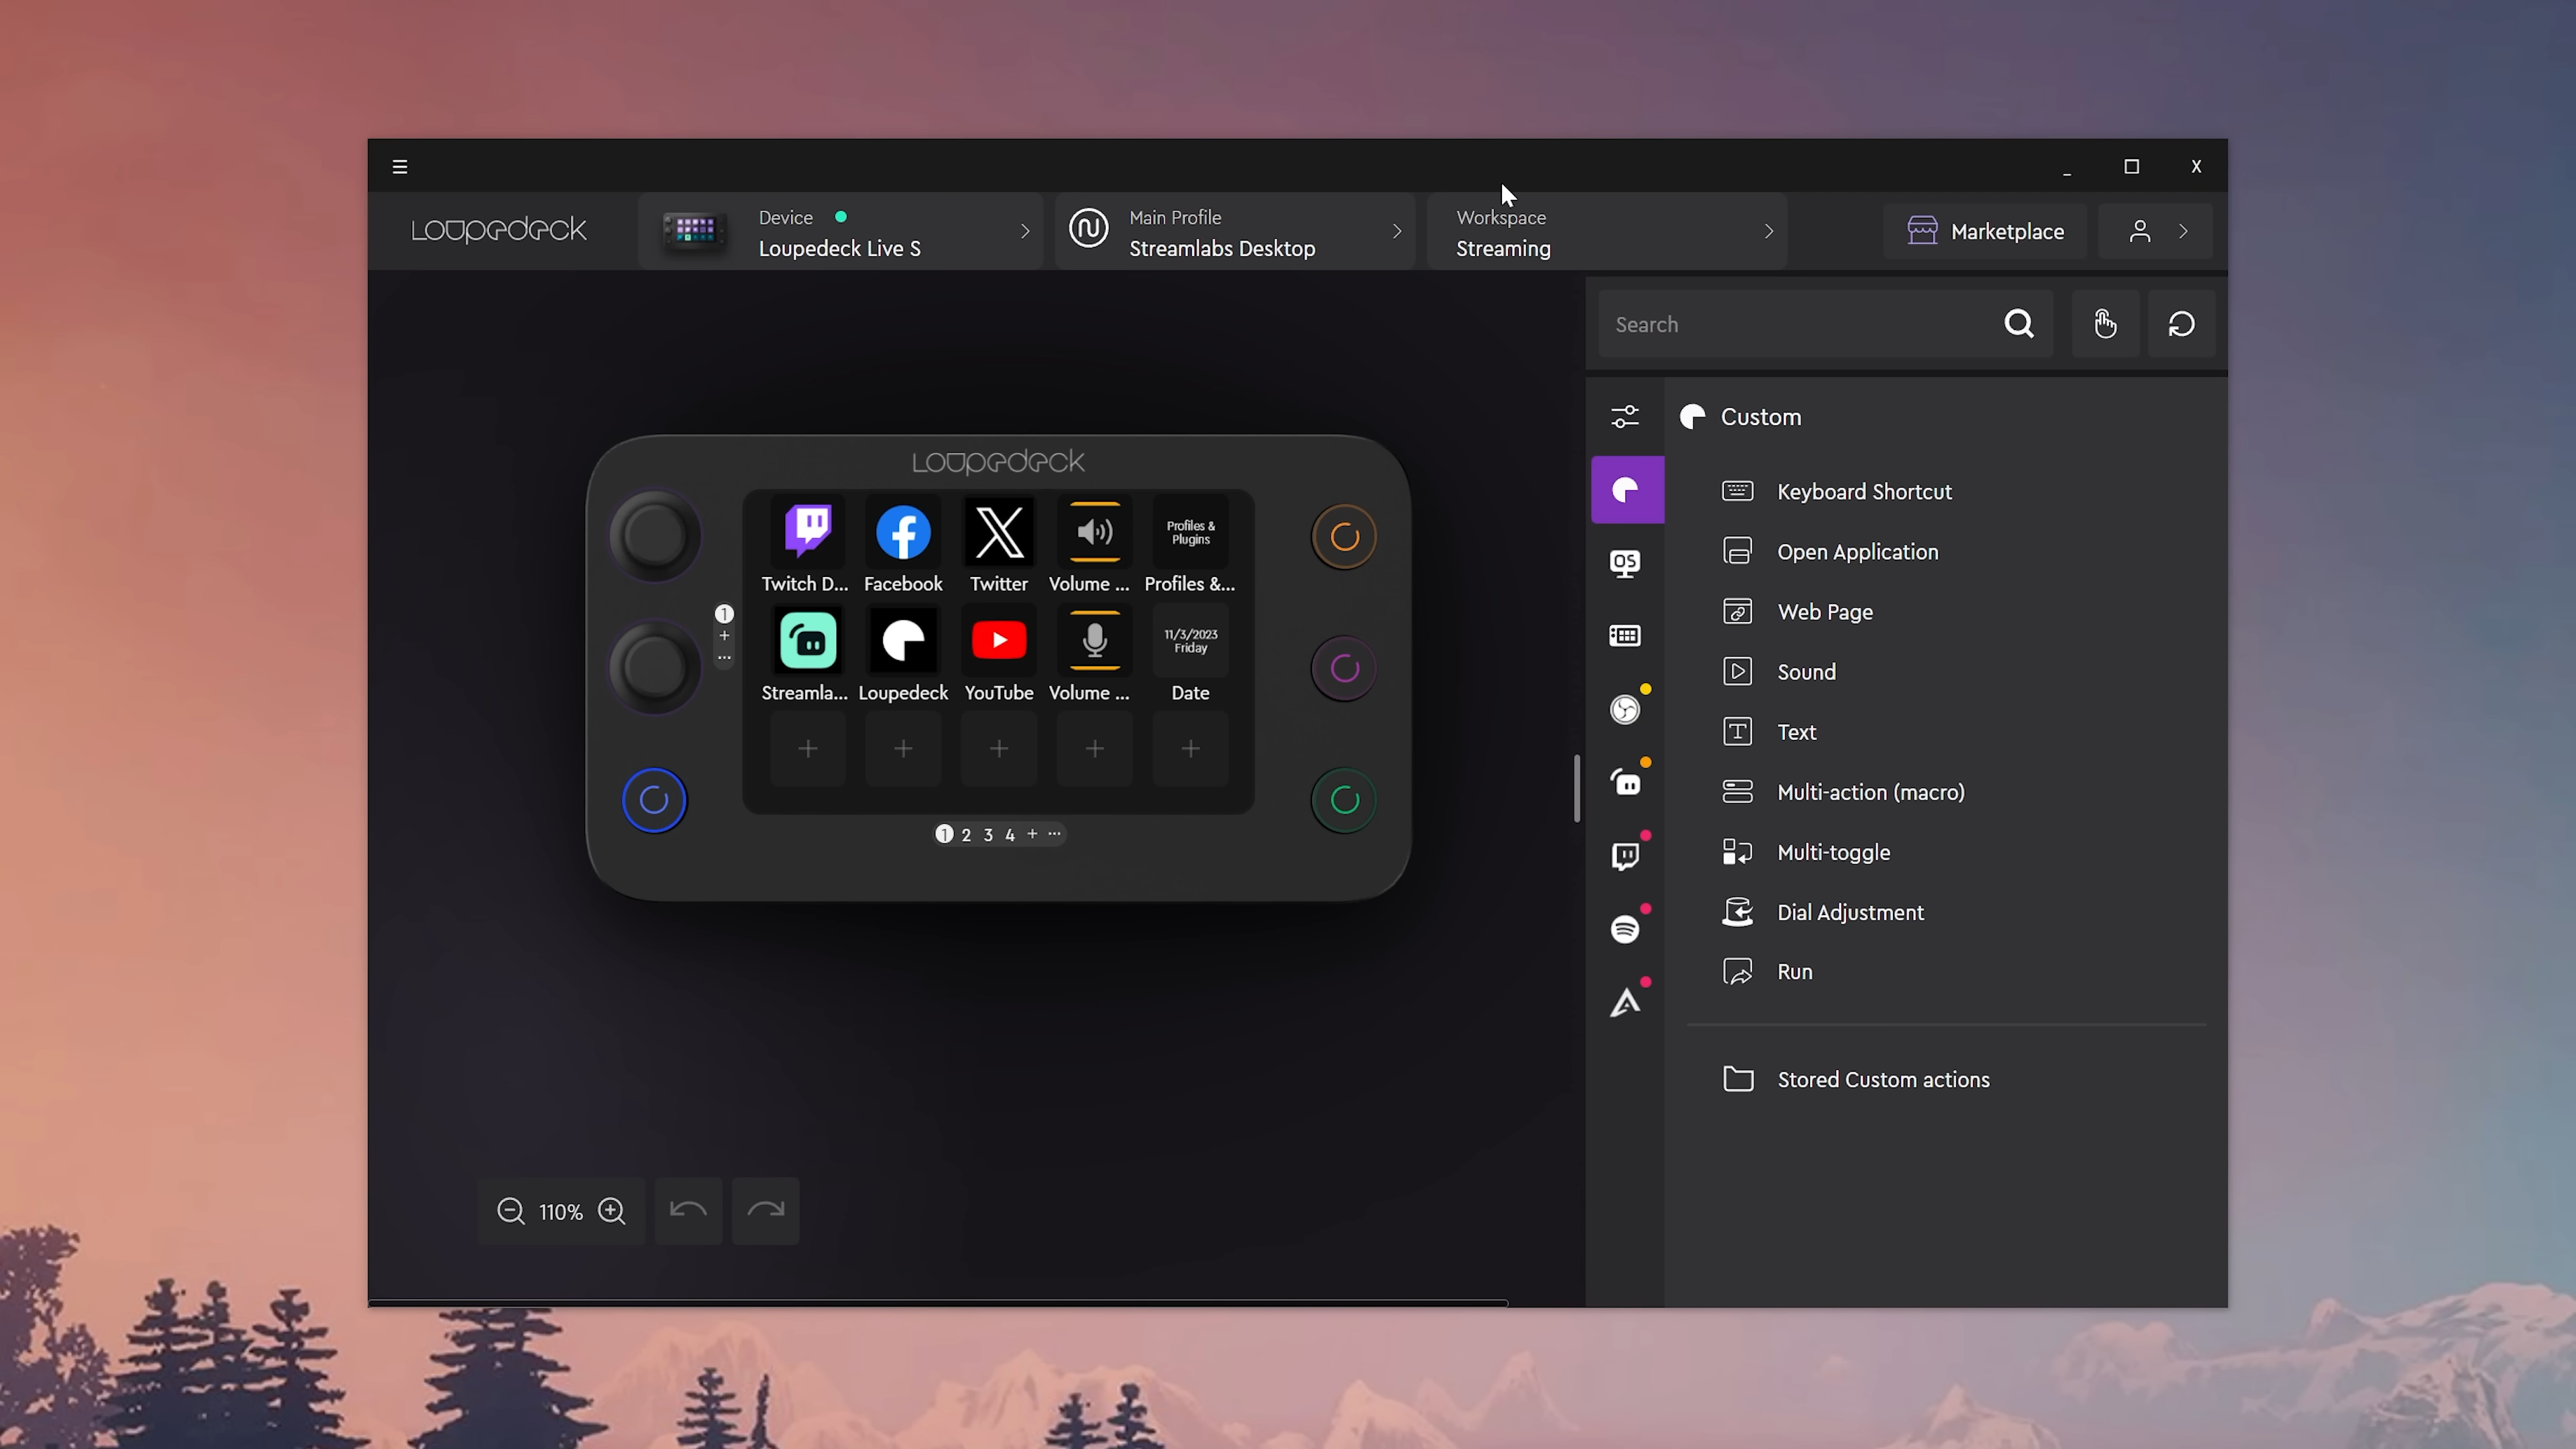 Loupedeck
Device
Loupedeck Live S
Main Profile
Streamlabs Desktop
Workspace
Streaming
Marketplace
Search
Custom
Keyboard Shortcut
Open Application
Web Page
Sound
Text
Multi-action (macro)
Multi-toggle
Dial Adjustment
Run
Stored Custom actions
OS
Loupedeck
Profiles &
Plugins
Twitch D...
Facebook
Twitter
Volume ...
Profiles &...
11/3/2023
Friday
Streamla...
Loupedeck
YouTube
Volume ...
Date
1
+
...
1 2 3 4 + ...
110%